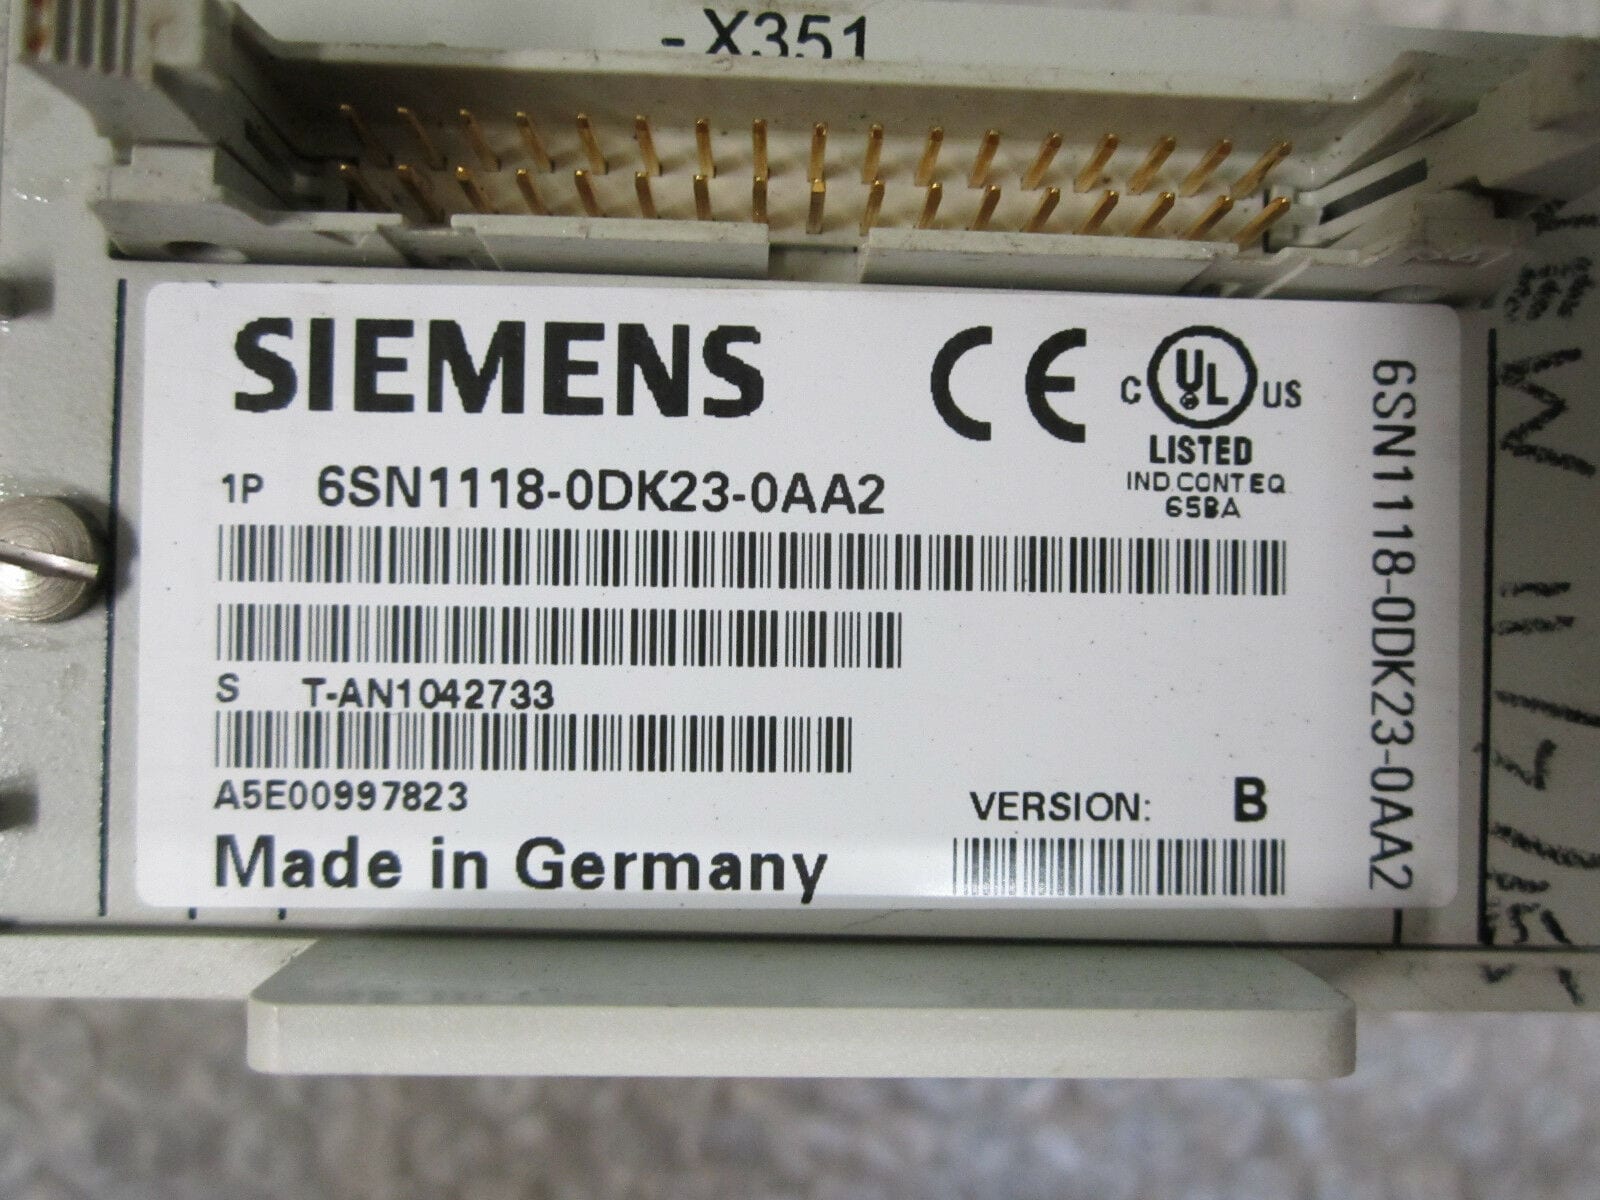 -X351
SIEMENS
CE
C UL US
LISTED
IND.CONT EQ
65BA
1P 6SN1118-0DK23-0AA2
S T-AN1042733
A5E00997823
VERSION: B
Made in Germany
6SN1118-0DK23-0AA2